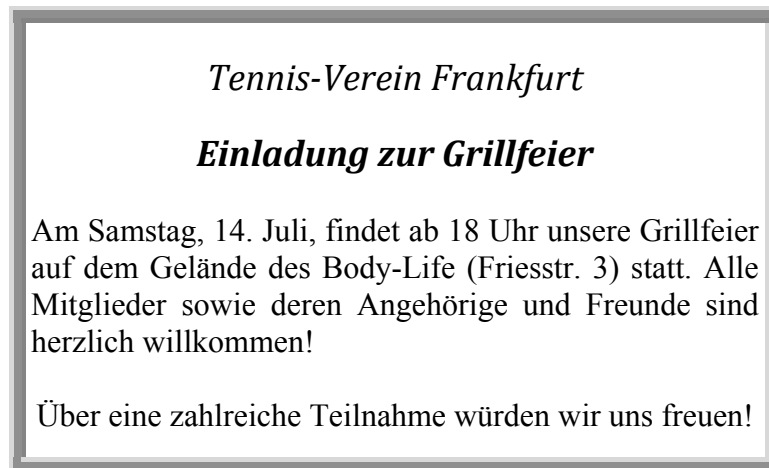 Tennis-Verein Frankfurt
Einladung zur Grillfeier
Am Samstag, 14. Juli, findet ab 18 Uhr unsere Grillfeier
auf dem Gelände des Body-Life (Friesstr. 3) statt. Alle
Mitglieder sowie deren Angehörige und Freunde sind
herzlich willkommen!
Über eine zahlreiche Teilnahme würden wir uns freuen!